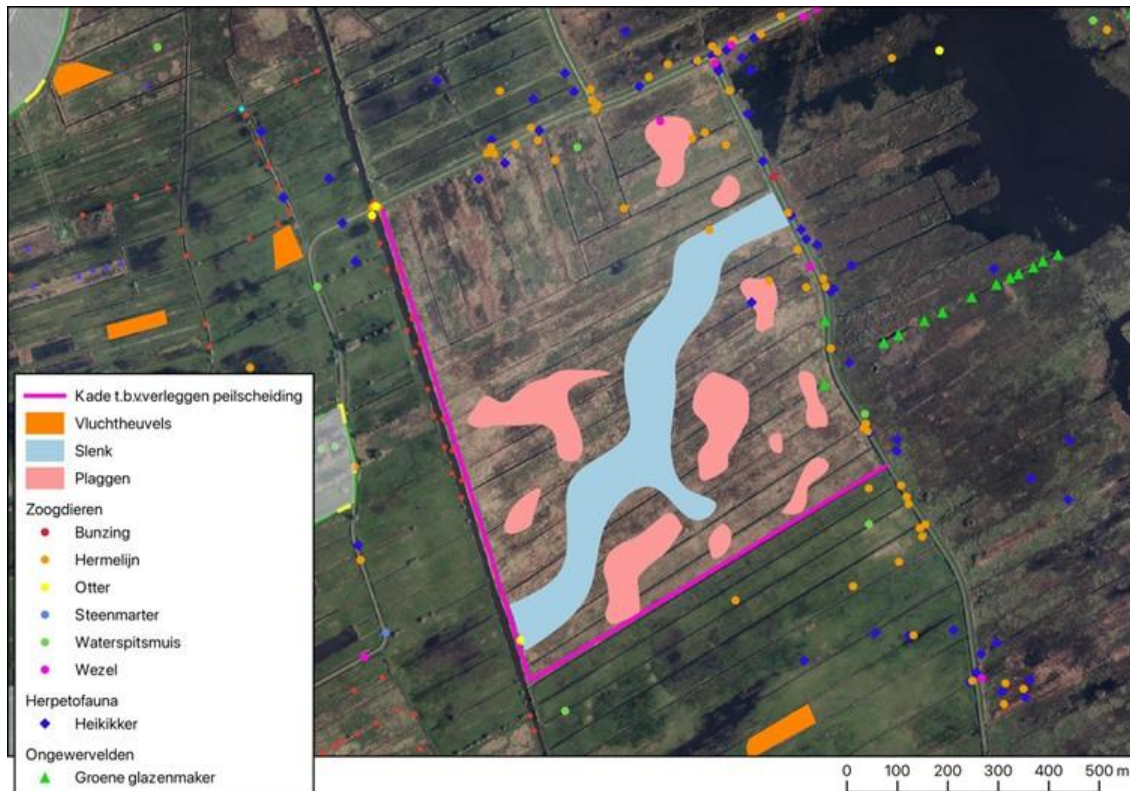 Kade t.b.v.verleggen peilscheiding
Vluchtheuvels
Slenk
Plaggen
Zoogdieren
Bunzing
Hermelijn
Otter
Steenmarter
Waterspitsmuis
Wezel
Herpetofauna
Heikikker
Ongewervelden
Groene glazenmaker
0 100 200 300 400 500 m